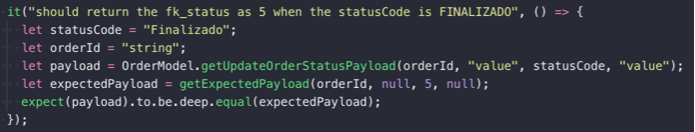 it("should return the fk_status as 5 when the statusCode is FINALIZADO", () => {
let statusCode = "Finalizado";
let orderId = "string";
let payload = OrderModel.getUpdateOrderStatusPayload(orderId, "value", statusCode, "value");
let expectedPayload = getExpectedPayload(orderId, null, 5, null);
expect(payload).to.be.deep.equal(expectedPayload);
});